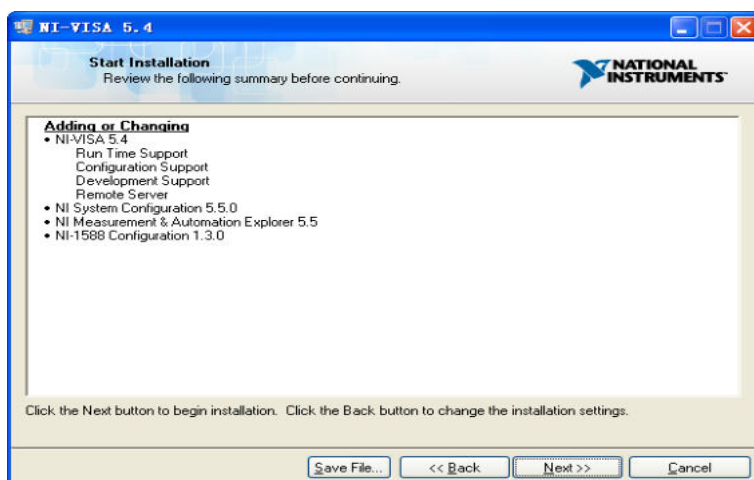 NI-VISA 5.4
Start Installation
Review the following summary before continuing.
NATIONAL
INSTRUMENTS™
Adding or Changing
• NI-VISA 5.4
Run Time Support
Configuration Support
Development Support
Remote Server
• NI System Configuration 5.5.0
• NI Measurement & Automation Explorer 5.5
• NI-1588 Configuration 1.3.0
Click the Next button to begin installation. Click the Back button to change the installation settings.
Save File...
<< Back
Next >>
Cancel